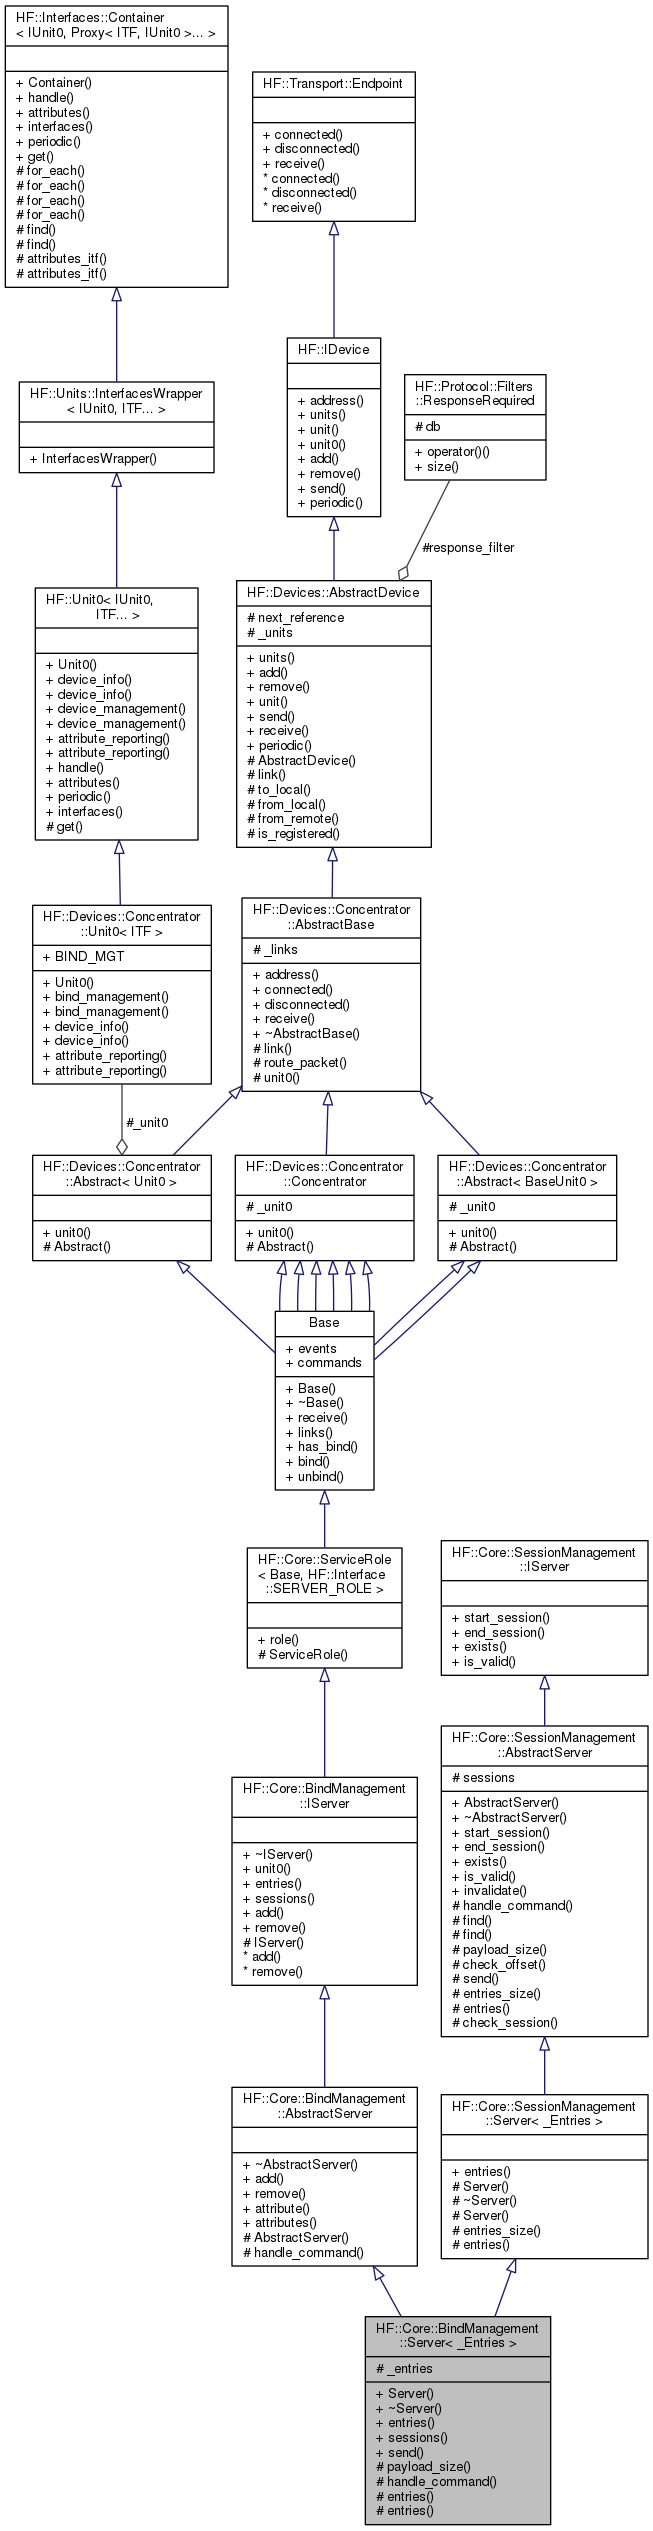 HF::Interfaces::Container
< IUnit0, Proxy< ITF, IUnit0 >... >
+ Container()
+ handle()
+ attributes()
+ interfaces()
+ periodic()
+ get()
# for_each()
# for_each()
# for_each()
# for_each()
# find()
# find()
# attributes_itf()
# attributes_itf()
HF::Transport::Endpoint
+ connected()
+ disconnected()
+ receive()
* connected()
* disconnected()
* receive()
HF::IDevice
+ address()
+ units()
+ unit()
+ unit0()
+ add()
+ remove()
+ send()
+ periodic()
HF::Protocol::Filters
::ResponseRequired
# db
+ operator()()
+ size()
HF::Units::InterfacesWrapper
< IUnit0, ITF... >
+ InterfacesWrapper()
#response_filter
HF::Unit0< IUnit0,
ITF... >
+ Unit0()
+ device_info()
+ device_info()
+ device_management()
+ device_management()
+ attribute_reporting()
+ attribute_reporting()
+ handle()
+ attributes()
+ periodic()
+ interfaces()
# get()
HF::Devices::AbstractDevice
# next_reference
# _units
+ units()
+ add()
+ remove()
+ unit()
+ send()
+ receive()
+ periodic()
# AbstractDevice()
# link()
# to_local()
# from_local()
# from_remote()
# is_registered()
HF::Devices::Concentrator
::Unit0< ITF >
+ BIND_MGT
+ Unit0()
+ bind_management()
+ bind_management()
+ device_info()
+ device_info()
+ attribute_reporting()
+ attribute_reporting()
HF::Devices::Concentrator
::AbstractBase
# _links
+ address()
+ connected()
+ disconnected()
+ receive()
+ ~AbstractBase()
# link()
# route_packet()
# unit0()
#_unit0
HF::Devices::Concentrator
::Abstract< Unit0 >
+ unit0()
# Abstract()
HF::Devices::Concentrator
::Concentrator
# _unit0
+ unit0()
# Abstract()
HF::Devices::Concentrator
::Abstract< BaseUnit0 >
# _unit0
+ unit0()
# Abstract()
Base
+ events
+ commands
+ Base()
+ ~Base()
+ receive()
+ links()
+ has_bind()
+ bind()
+ unbind()
HF::Core::ServiceRole
< Base, HF::Interface
::SERVER_ROLE >
+ role()
# ServiceRole()
HF::Core::SessionManagement
::IServer
+ start_session()
+ end_session()
+ exists()
+ is_valid()
HF::Core::BindManagement
::IServer
+ ~IServer()
+ unit0()
+ entries()
+ sessions()
+ add()
+ remove()
# IServer()
* add()
* remove()
HF::Core::SessionManagement
::AbstractServer
# sessions
+ AbstractServer()
+ ~AbstractServer()
+ start_session()
+ end_session()
+ exists()
+ is_valid()
+ invalidate()
# handle_command()
# find()
# find()
# payload_size()
# check_offset()
# send()
# entries_size()
# entries()
# check_session()
HF::Core::BindManagement
::AbstractServer
+ ~AbstractServer()
+ add()
+ remove()
+ attribute()
+ attributes()
# AbstractServer()
# handle_command()
HF::Core::SessionManagement
::Server< _Entries >
+ entries()
# Server()
# ~Server()
# Server()
# entries_size()
# entries()
HF::Core::BindManagement
::Server< _Entries >
# _entries
+ Server()
+ ~Server()
+ entries()
+ sessions()
+ send()
# payload_size()
# handle_command()
# entries()
# entries()